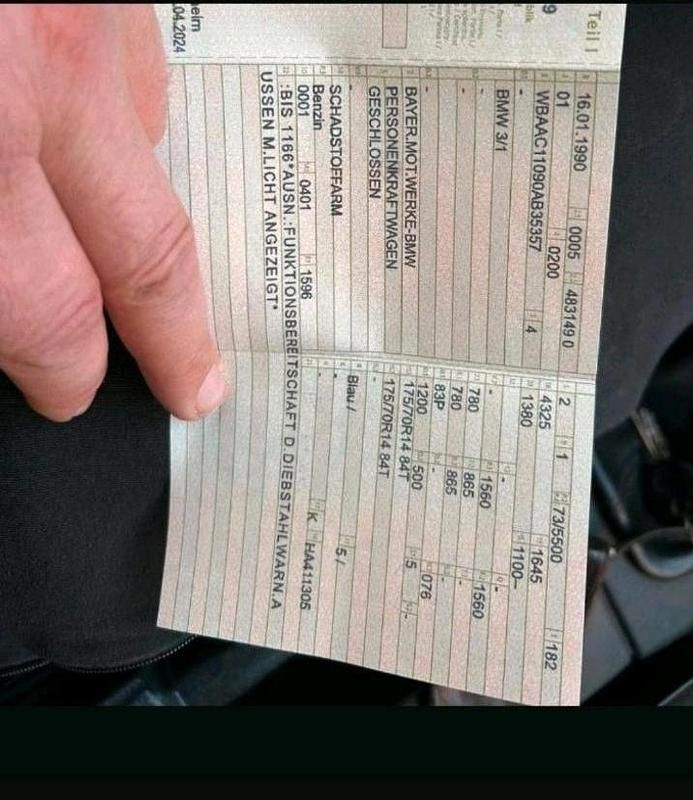 Teil I
16.01.1990 0005 483149 0
01 0200
WBAAC11090AB35357 4
-
BMW 3/1
-
-
BAYER.MOT.WERKE-BMW
PERSONENKRAFTWAGEN
GESCHLOSSEN
-
SCHADSTOFFARM
Benzin
0001 0401 1596
:BIS 1166*AUSN.:FUNKTIONSBEREITSCHAFT D.DIEBSTAHLWARN.A
USSEN M.LICHT ANGEZEIGT*
2 1 73/5500 182
4325 1645
1380 1100–
- - -
780 1560 1560
780 865 -
83P 865 -
1200 - 076
175/70R14 84T 500 5 -
175/70R14 84T
-
Blau / 5 /
-
- K HA411305
9
eim
.04.2024